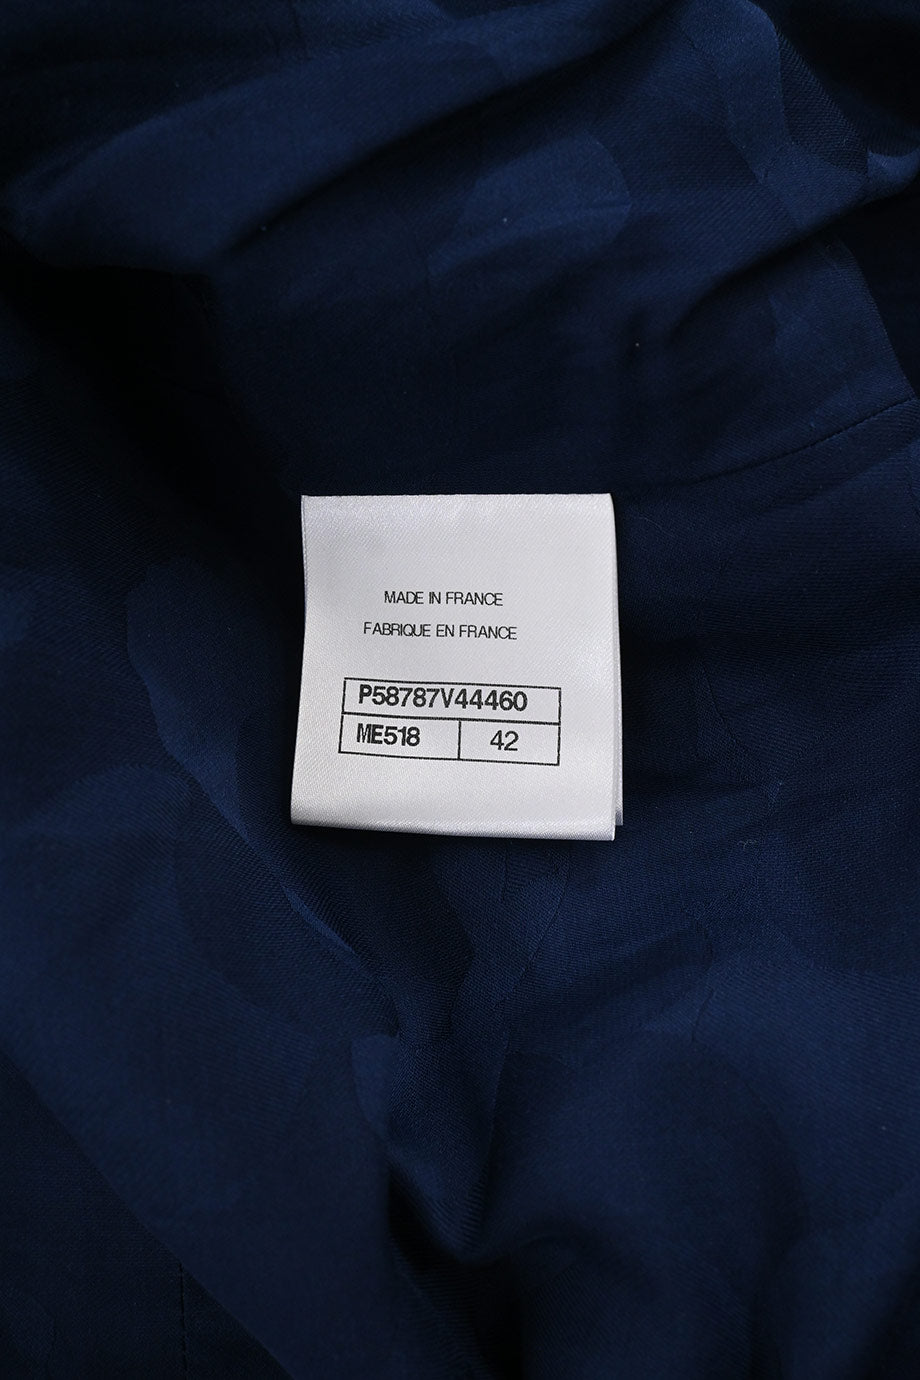 MADE IN FRANCE
FABRIQUE EN FRANCE
P58787V44460
ME518 42